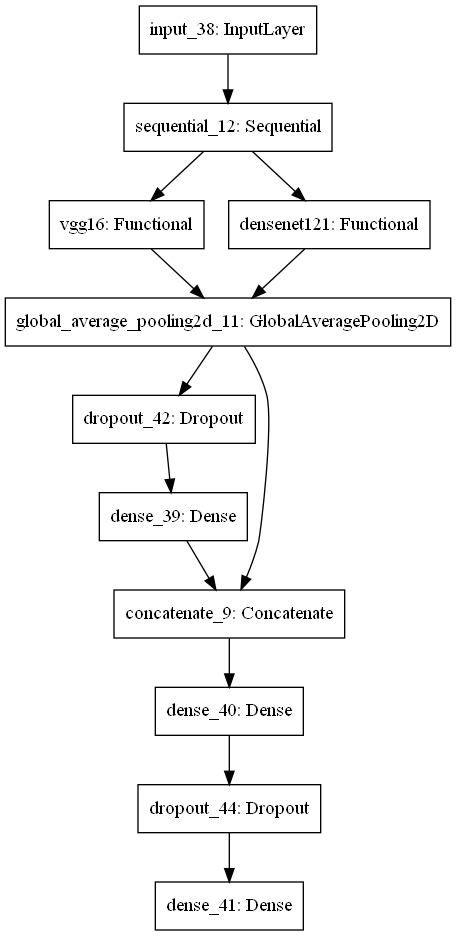 input_38: InputLayer
sequential_12: Sequential
vgg16: Functional
densenet121: Functional
global_average_pooling2d_11: GlobalAveragePooling2D
dropout_42: Dropout
dense_39: Dense
concatenate_9: Concatenate
dense_40: Dense
dropout_44: Dropout
dense_41: Dense